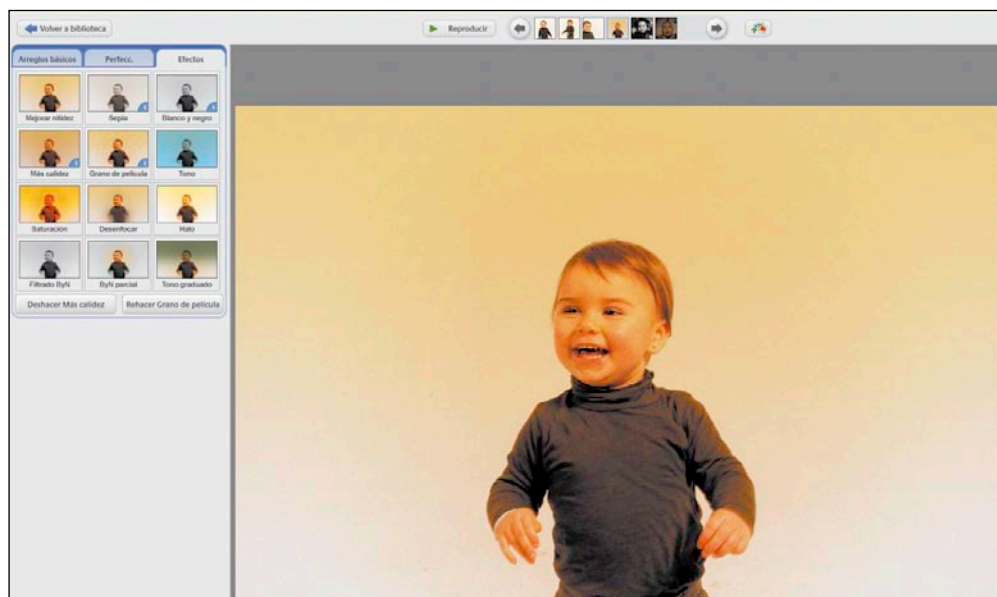 Volver a biblioteca
Reproducir
Arreglos básicos Perfecc. Efectos
Mejorar nitidez Sepia Blanco y negro
Más calidez Grano de película Tono
Saturación Desenfocar Halo
Filtrado ByN ByN parcial Tono graduado
Deshacer Más calidez Rehacer Grano de película